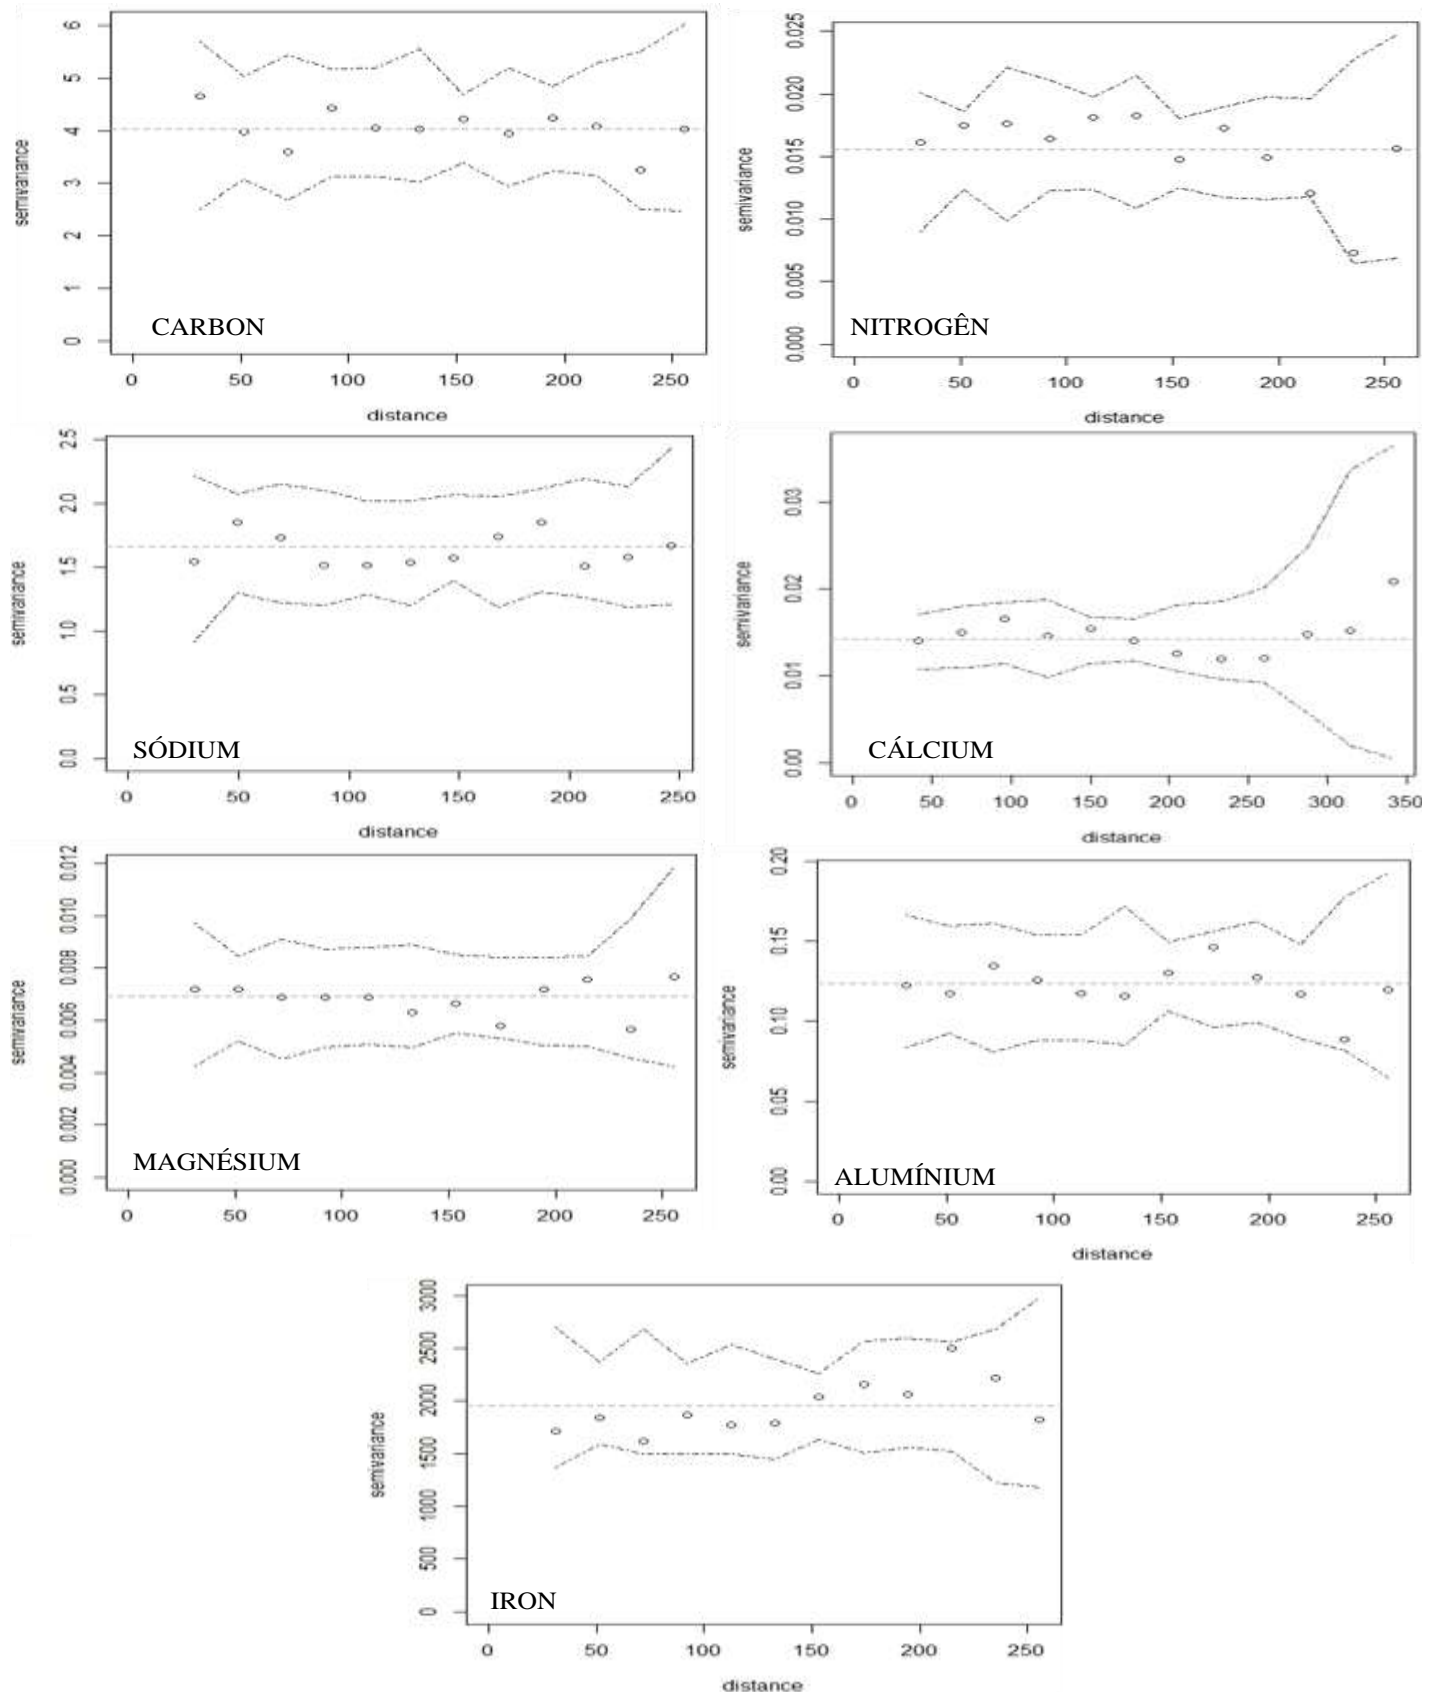 semivariance
0 1 2 3 4 5 6
CARBON
0 50 100 150 200 250
distance
semivariance
0.000 0.005 0.010 0.015 0.020 0.025
NITROGÊN
0 50 100 150 200 250
distance
semivariance
0.0 0.5 1.0 1.5 2.0 2.5
SÓDIUM
0 50 100 150 200 250
distance
semivariance
0.00 0.01 0.02 0.03
CÁLCIUM
0 50 100 150 200 250 300 350
distance
semivariance
0.000 0.002 0.004 0.006 0.008 0.010 0.012
MAGNÉSIUM
0 50 100 150 200 250
semivariance
0.00 0.05 0.10 0.15 0.20
ALUMÍNIUM
0 50 100 150 200 250
distance
semivariance
0 500 1000 1500 2000 2500 3000
IRON
0 50 100 150 200 250
distance